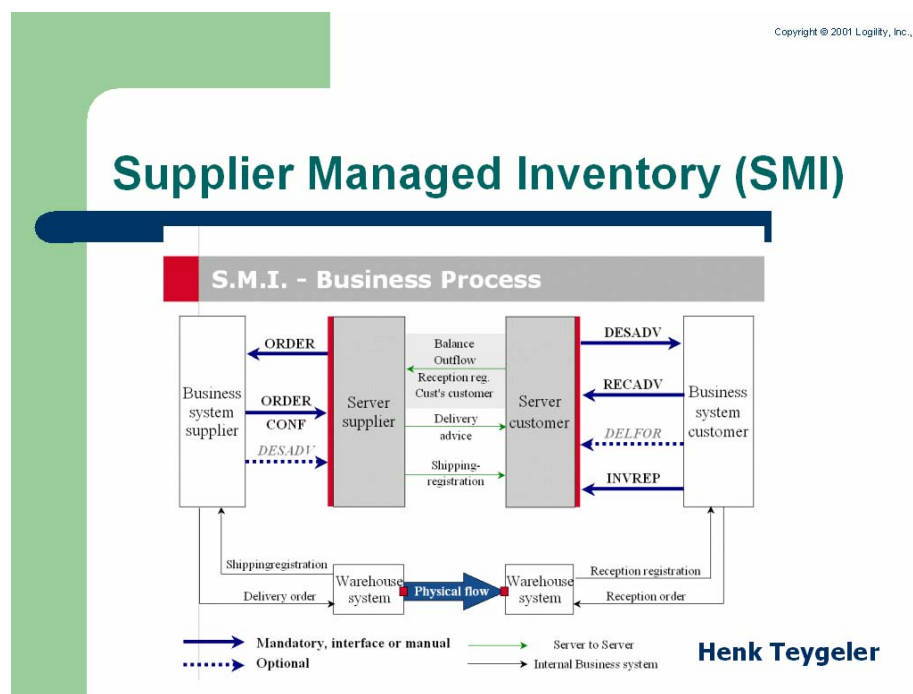 Copyright © 2001 Logility, Inc.,
Supplier Managed Inventory (SMI)
S.M.I. - Business Process
Business
system
supplier
ORDER
ORDER
CONF
DESADV
Server
supplier
Balance
Outflow
Reception reg.
Cust's customer
Delivery
advice
Shipping-
registration
Server
customer
DESADV
RECADV
DELFOR
INVREP
Business
system
customer
Shippingregistration
Delivery order
Warehouse
system
Physical flow
Warehouse
system
Reception registration
Reception order
Mandatory, interface or manual
Optional
Server to Server
Internal Business system
Henk Teygeler